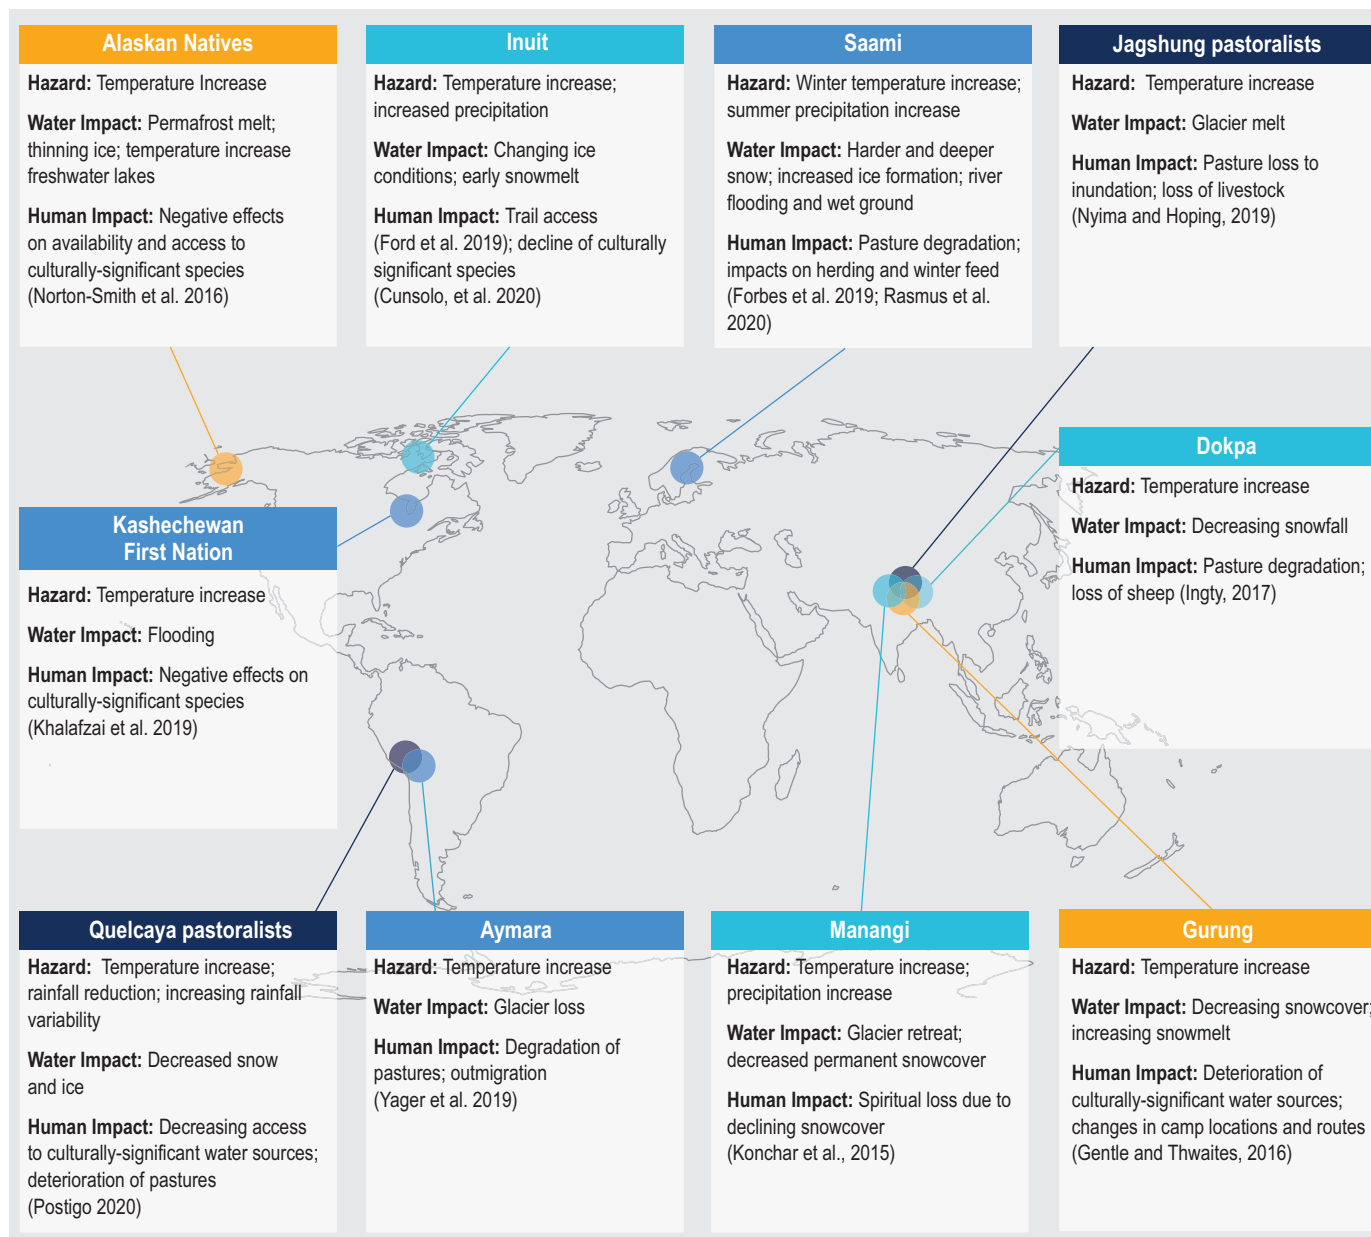 Alaskan Natives
Hazard: Temperature Increase
Water Impact: Permafrost melt;
thinning ice; temperature increase
freshwater lakes
Human Impact: Negative effects
on availability and access to
culturally-significant species
(Norton-Smith et al. 2016)
Inuit
Hazard: Temperature increase;
increased precipitation
Water Impact: Changing ice
conditions; early snowmelt
Human Impact: Trail access
(Ford et al. 2019); decline of culturally
significant species
(Cunsolo, et al. 2020)
Saami
Hazard: Winter temperature increase;
summer precipitation increase
Water Impact: Harder and deeper
snow; increased ice formation; river
flooding and wet ground
Human Impact: Pasture degradation;
impacts on herding and winter feed
(Forbes et al. 2019; Rasmus et al.
2020)
Jagshung pastoralists
Hazard: Temperature increase
Water Impact: Glacier melt
Human Impact: Pasture loss to
inundation; loss of livestock
(Nyima and Hoping, 2019)
Kashechewan
First Nation
Hazard: Temperature increase
Water Impact: Flooding
Human Impact: Negative effects on
culturally-significant species
(Khalafzai et al. 2019)
Dokpa
Hazard: Temperature increase
Water Impact: Decreasing snowfall
Human Impact: Pasture degradation;
loss of sheep (Ingty, 2017)
Quelcaya pastoralists
Hazard: Temperature increase;
rainfall reduction; increasing rainfall
variability
Water Impact: Decreased snow
and ice
Human Impact: Decreasing access
to culturally-significant water sources;
deterioration of pastures
(Postigo 2020)
Aymara
Hazard: Temperature increase
Water Impact: Glacier loss
Human Impact: Degradation of
pastures; outmigration
(Yager et al. 2019)
Manangi
Hazard: Temperature increase;
precipitation increase
Water Impact: Glacier retreat;
decreased permanent snowcover
Human Impact: Spiritual loss due to
declining snowcover
(Konchar et al., 2015)
Gurung
Hazard: Temperature increase
Water Impact: Decreasing snowcover;
increasing snowmelt
Human Impact: Deterioration of
culturally-significant water sources;
changes in camp locations and routes
(Gentle and Thwaites, 2016)